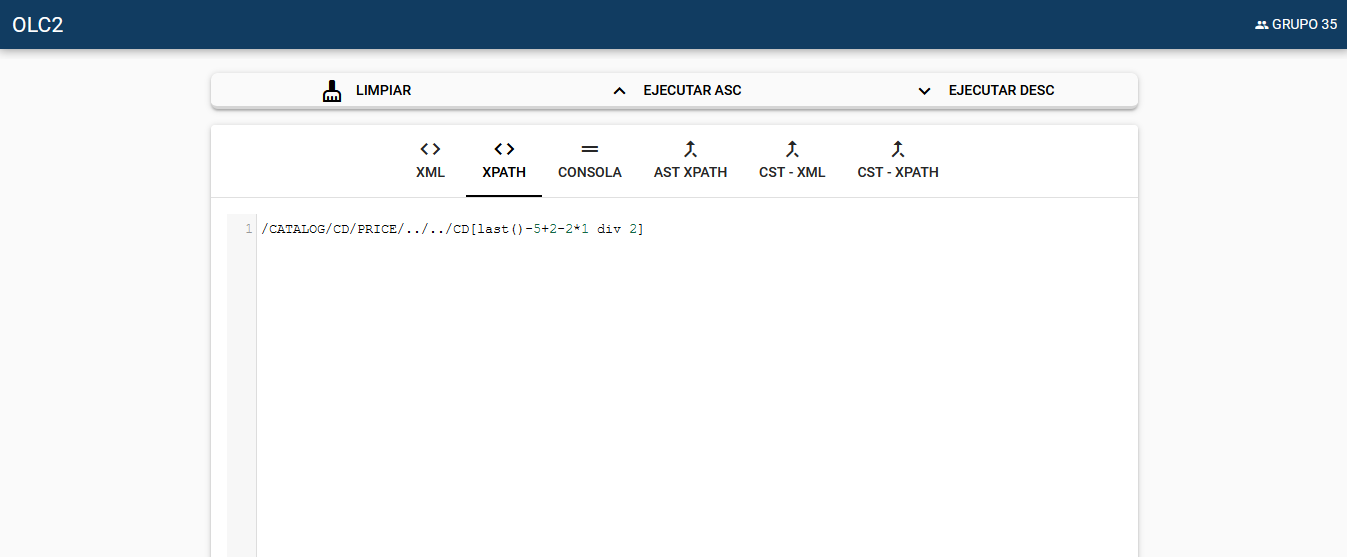 OLC2
GRUPO 35
LIMPIAR
EJECUTAR ASC
EJECUTAR DESC
XML
XPATH
CONSOLA
AST XPATH
CST - XML
CST - XPATH
1 /CATALOG/CD/PRICE/../../CD[last()-5+2-2*1 div 2]